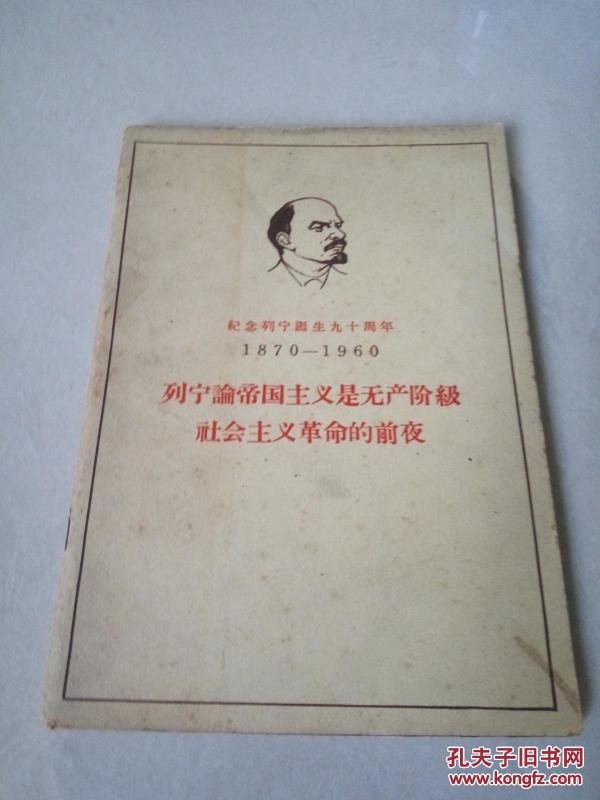 紀念列宁誕生九十周年
1870—1960
列宁論帝国主义是无产阶級
社会主义革命的前夜
孔夫子旧书网
www.kongfz.com